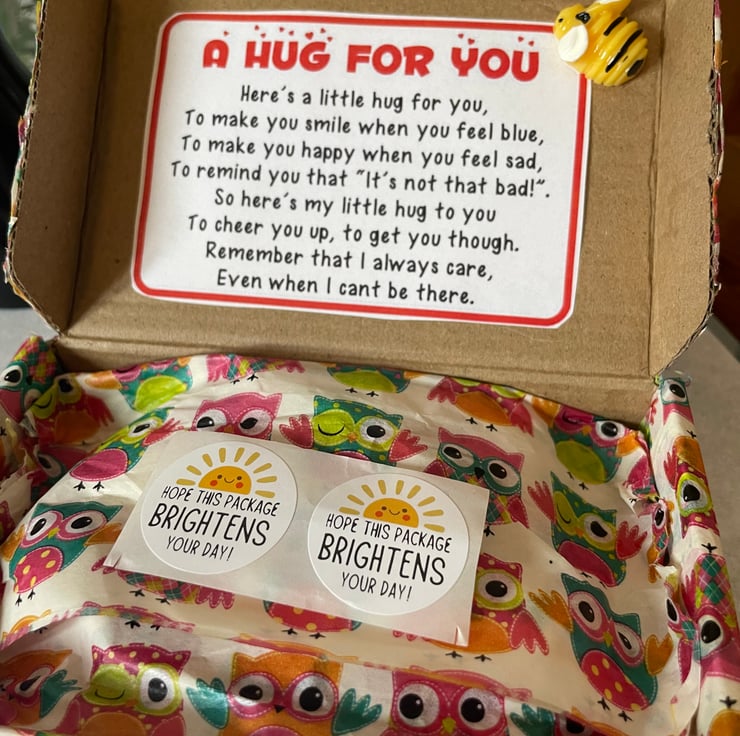 A HUG FOR YOU
Here's a little hug for you,
To make you smile when you feel blue,
To make you happy when you feel sad,
To remind you that "It's not that bad!".
So here's my little hug to you
To cheer you up, to get you though.
Remember that I always care,
Even when I cant be there.
HOPE THIS PACKAGE
BRIGHTENS
YOUR DAY!
HOPE THIS PACKAGE
BRIGHTENS
YOUR DAY!